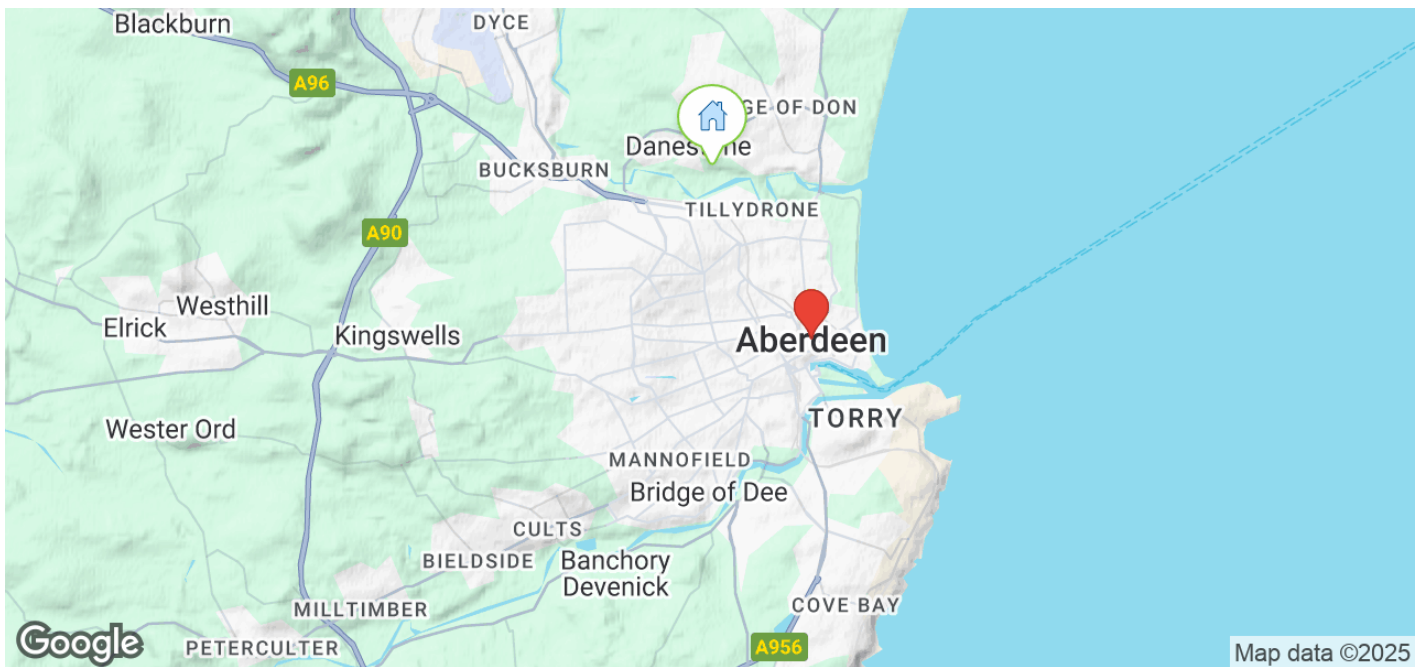 Blackburn
DYCE
A96
GE OF DON
Danes
ne
BUCKSBURN
TILLYDRONE
A90
Westhill
Elrick
Kingswells
Aberdeen
Wester Ord
TORRY
MANNOFIELD
Bridge of Dee
CULTS
BIELDSIDE
Banchory
Devenick
MILLTIMBER
COVE BAY
PETERCULTER
A956
Google
Map data ©2025